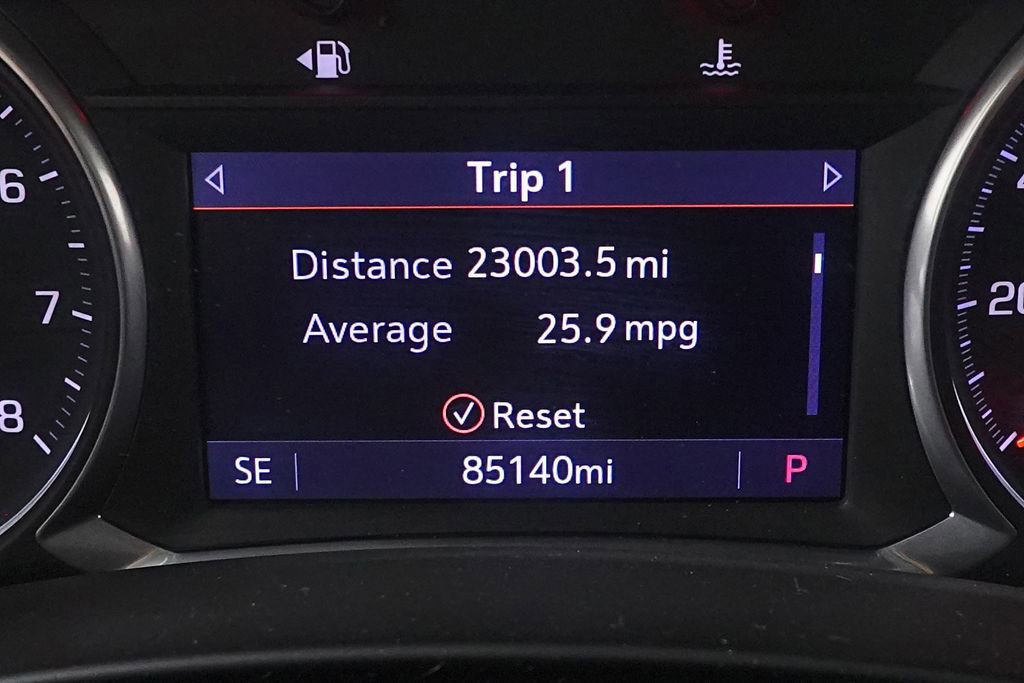 Trip 1
Distance 23003.5 mi
Average 25.9 mpg
Reset
SE 85140mi P
6
7
8
20